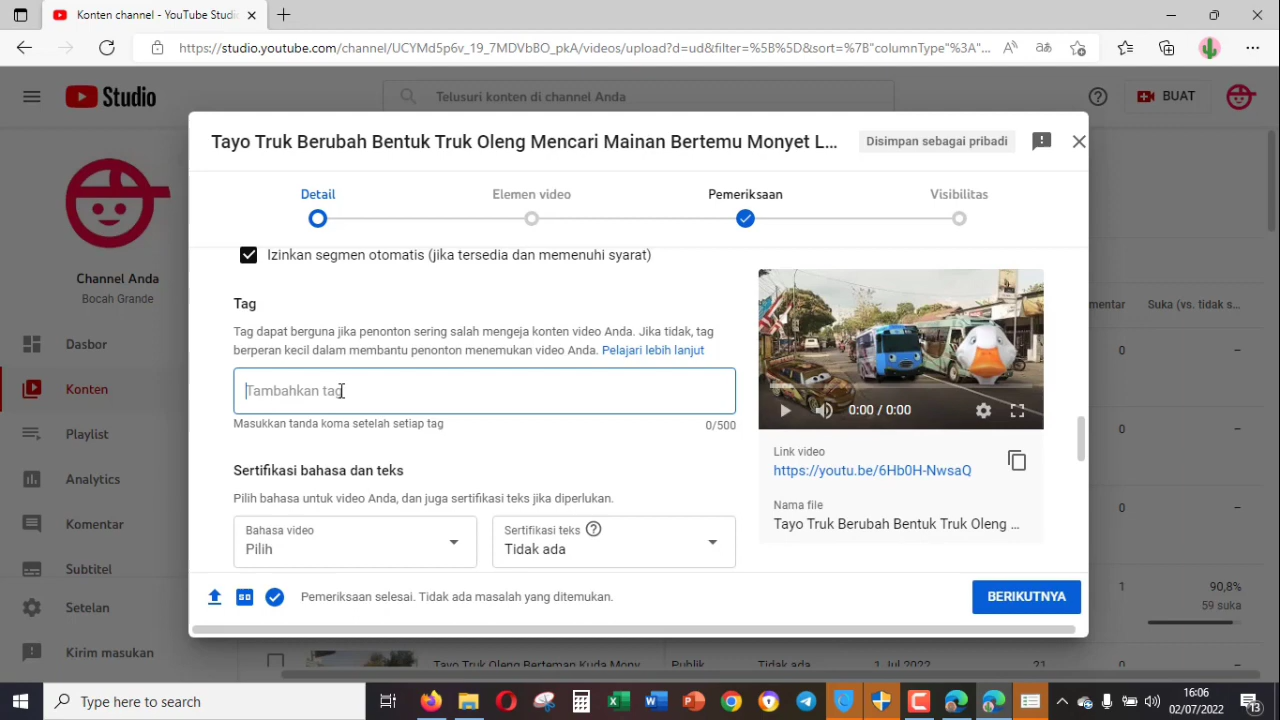 Konten channel - YouTube Studi
https://studio.youtube.com/channel/UCYMd5p6v_19_7MDVbBO_pkA/videos/upload?d=ud&filter=%5B%5D&sort=%7B"columnType"%3A"...
Studio
Telusuri konten di channel Anda
BUAT
Tayo Truk Berubah Bentuk Truk Oleng Mencari Mainan Bertemu Monyet L...
Disimpan sebagai pribadi
Detail
Elemen video
Pemeriksaan
Visibilitas
Channel Anda
Bocah Grande
Dasbor
Konten
Playlist
Analytics
Komentar
Subtitel
Setelan
Kirim masukan
Izinkan segmen otomatis (jika tersedia dan memenuhi syarat)
Tag
Tag dapat berguna jika penonton sering salah mengeja konten video Anda. Jika tidak, tag
berperan kecil dalam membantu penonton menemukan video Anda. Pelajari lebih lanjut
Tambahkan tag
Masukkan tanda koma setelah setiap tag
0/500
Sertifikasi bahasa dan teks
Pilih bahasa untuk video Anda, dan juga sertifikasi teks jika diperlukan.
Bahasa video
Pilih
Sertifikasi teks
Tidak ada
0:00 / 0:00
Link video
https://youtu.be/6Hb0H-NwsaQ
Nama file
Tayo Truk Berubah Bentuk Truk Oleng ...
SD
Pemeriksaan selesai. Tidak ada masalah yang ditemukan.
BERIKUTNYA
mentar
Suka (vs. tidak s...
0
–
0
–
0
–
1
90,8%
59 suka
Tayo Truk Oleng Berteman Kuda Mony
Publik
Tidak ada
1 Jul 2022
21
0
–
Type here to search
16:06
02/07/2022
13